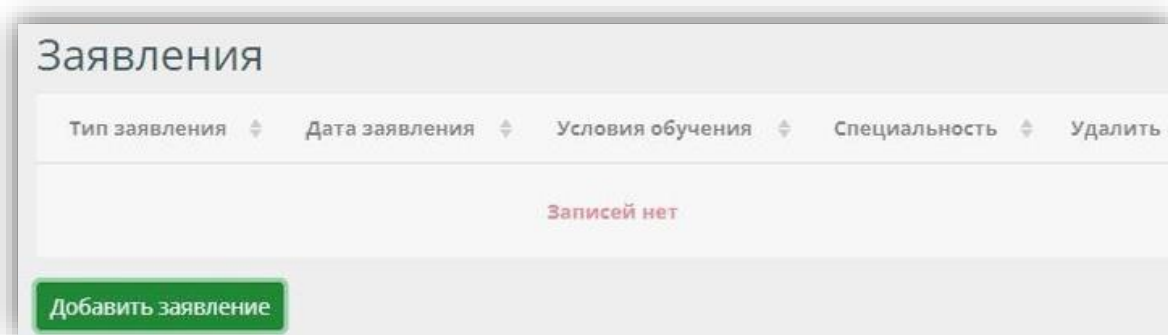 Заявления
Тип заявления Дата заявления Условия обучения Специальность Удалить
Записей нет
Добавить заявление